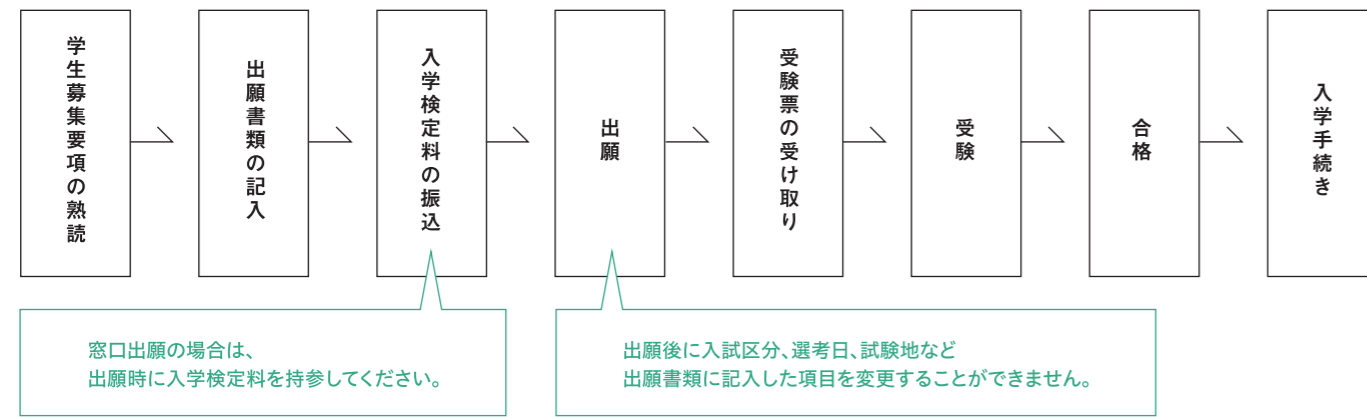 学生募集要項の熟読
出願書類の記入
入学検定料の振込
出願
受験票の受け取り
受験
合格
入学手続き
窓口出願の場合は、
出願時に入学検定料を持参してください。
出願後に入試区分、選考日、試験地など
出願書類に記入した項目を変更することができません。